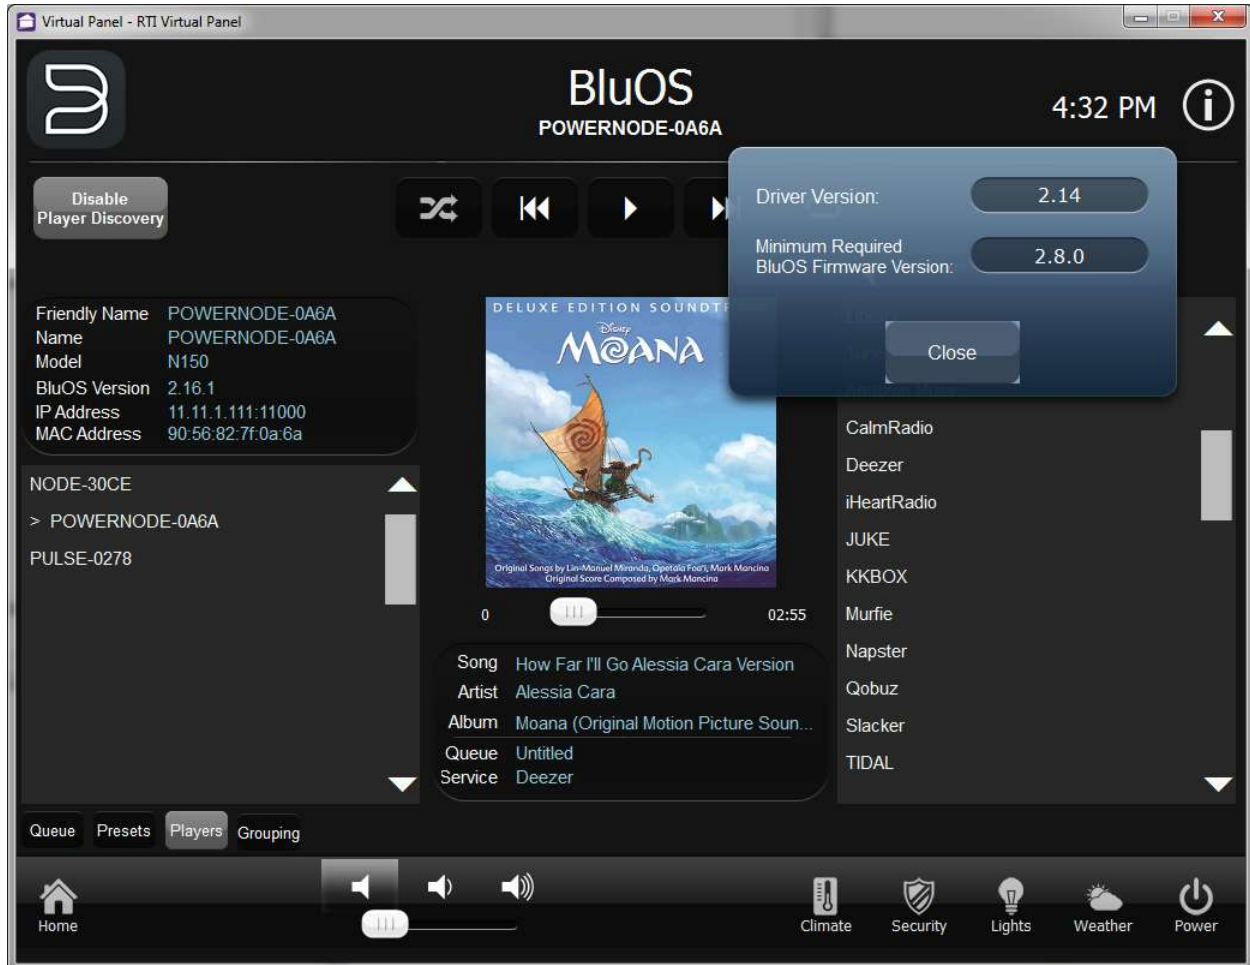 Virtual Panel - RTI Virtual Panel
BluOS
POWERNODE-0A6A
4:32 PM
Disable
Player Discovery
Driver Version:
2.14
Minimum Required
BluOS Firmware Version:
2.8.0
Close
Friendly Name POWERNODE-0A6A
Name POWERNODE-0A6A
Model N150
BluOS Version 2.16.1
IP Address 11.11.1.111:11000
MAC Address 90:56:82:7f:0a:6a
NODE-30CE
> POWERNODE-0A6A
PULSE-0278
DELUXE EDITION SOUNDT
Disney
MOANA
Original Songs by Lin-Manuel Miranda, Opetaia Foa'i, Mark Mancina
Original Score Composed by Mark Mancina
0
02:55
Song How Far I'll Go Alessia Cara Version
Artist Alessia Cara
Album Moana (Original Motion Picture Soun...
Queue Untitled
Service Deezer
CalmRadio
Deezer
iHeartRadio
JUKE
KKBOX
Murfie
Napster
Qobuz
Slacker
TIDAL
Queue
Presets
Players
Grouping
Home
Climate
Security
Lights
Weather
Power